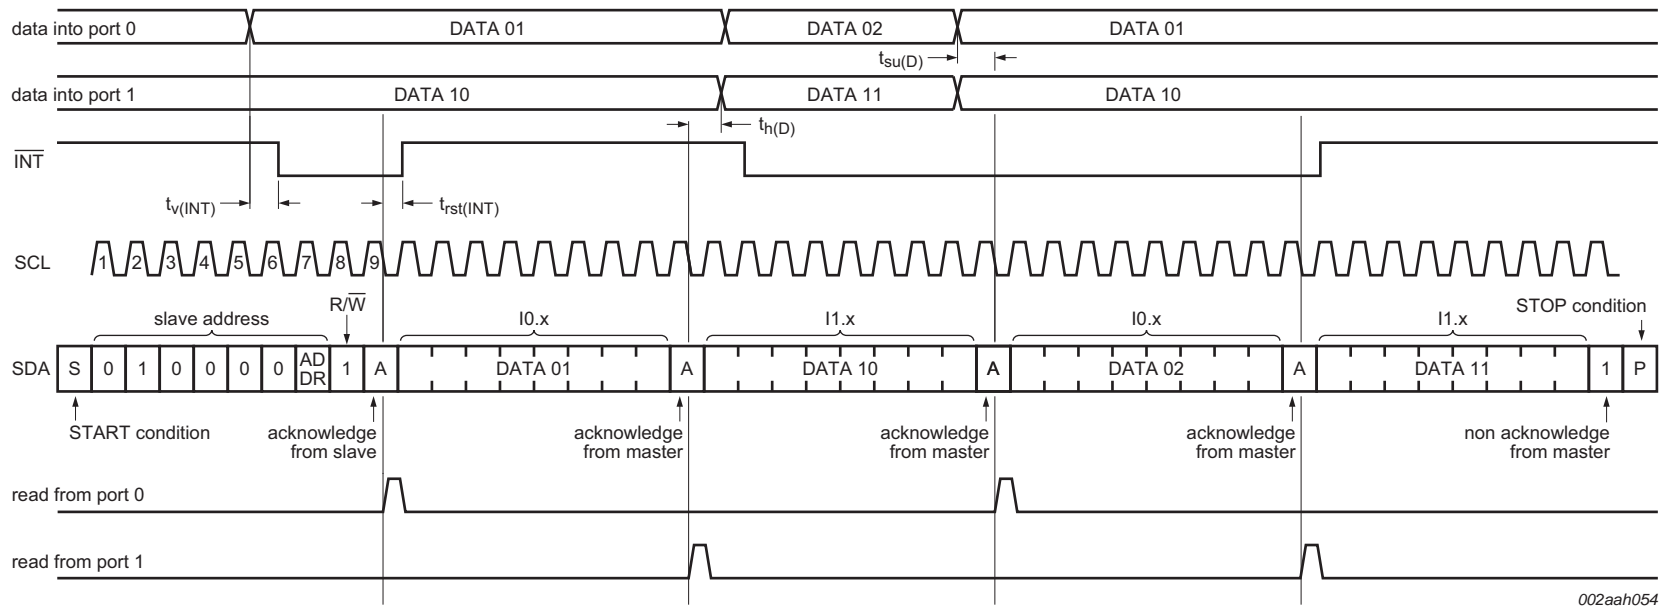 data into port 0
DATA 01
DATA 02
DATA 01
tsu(D)
data into port 1
DATA 10
DATA 11
DATA 10
th(D)
INT
tv(INT)
trst(INT)
SCL
1 2 3 4 5 6 7 8 9
R/W
STOP condition
slave address
I0.x
I1.x
I0.x
I1.x
SDA
S 0 1 0 0 0 0 AD
DR 1 A DATA 01 A DATA 10 A DATA 02 A DATA 11 1 P
START condition
acknowledge
from slave
acknowledge
from master
acknowledge
from master
acknowledge
from master
non acknowledge
from master
read from port 0
read from port 1
002aah054